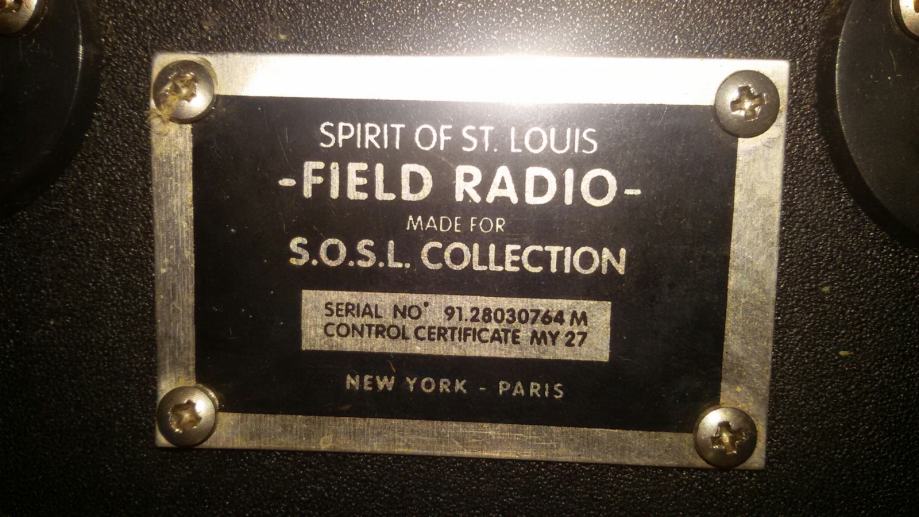 SPIRIT OF ST. LOUIS
-FIELD RADIO-
MADE FOR
S.O.S.L. COLLECTION
SERIAL NO° 91.28030764 M
CONTROL CERTIFICATE MY 27
NEW YORK - PARIS